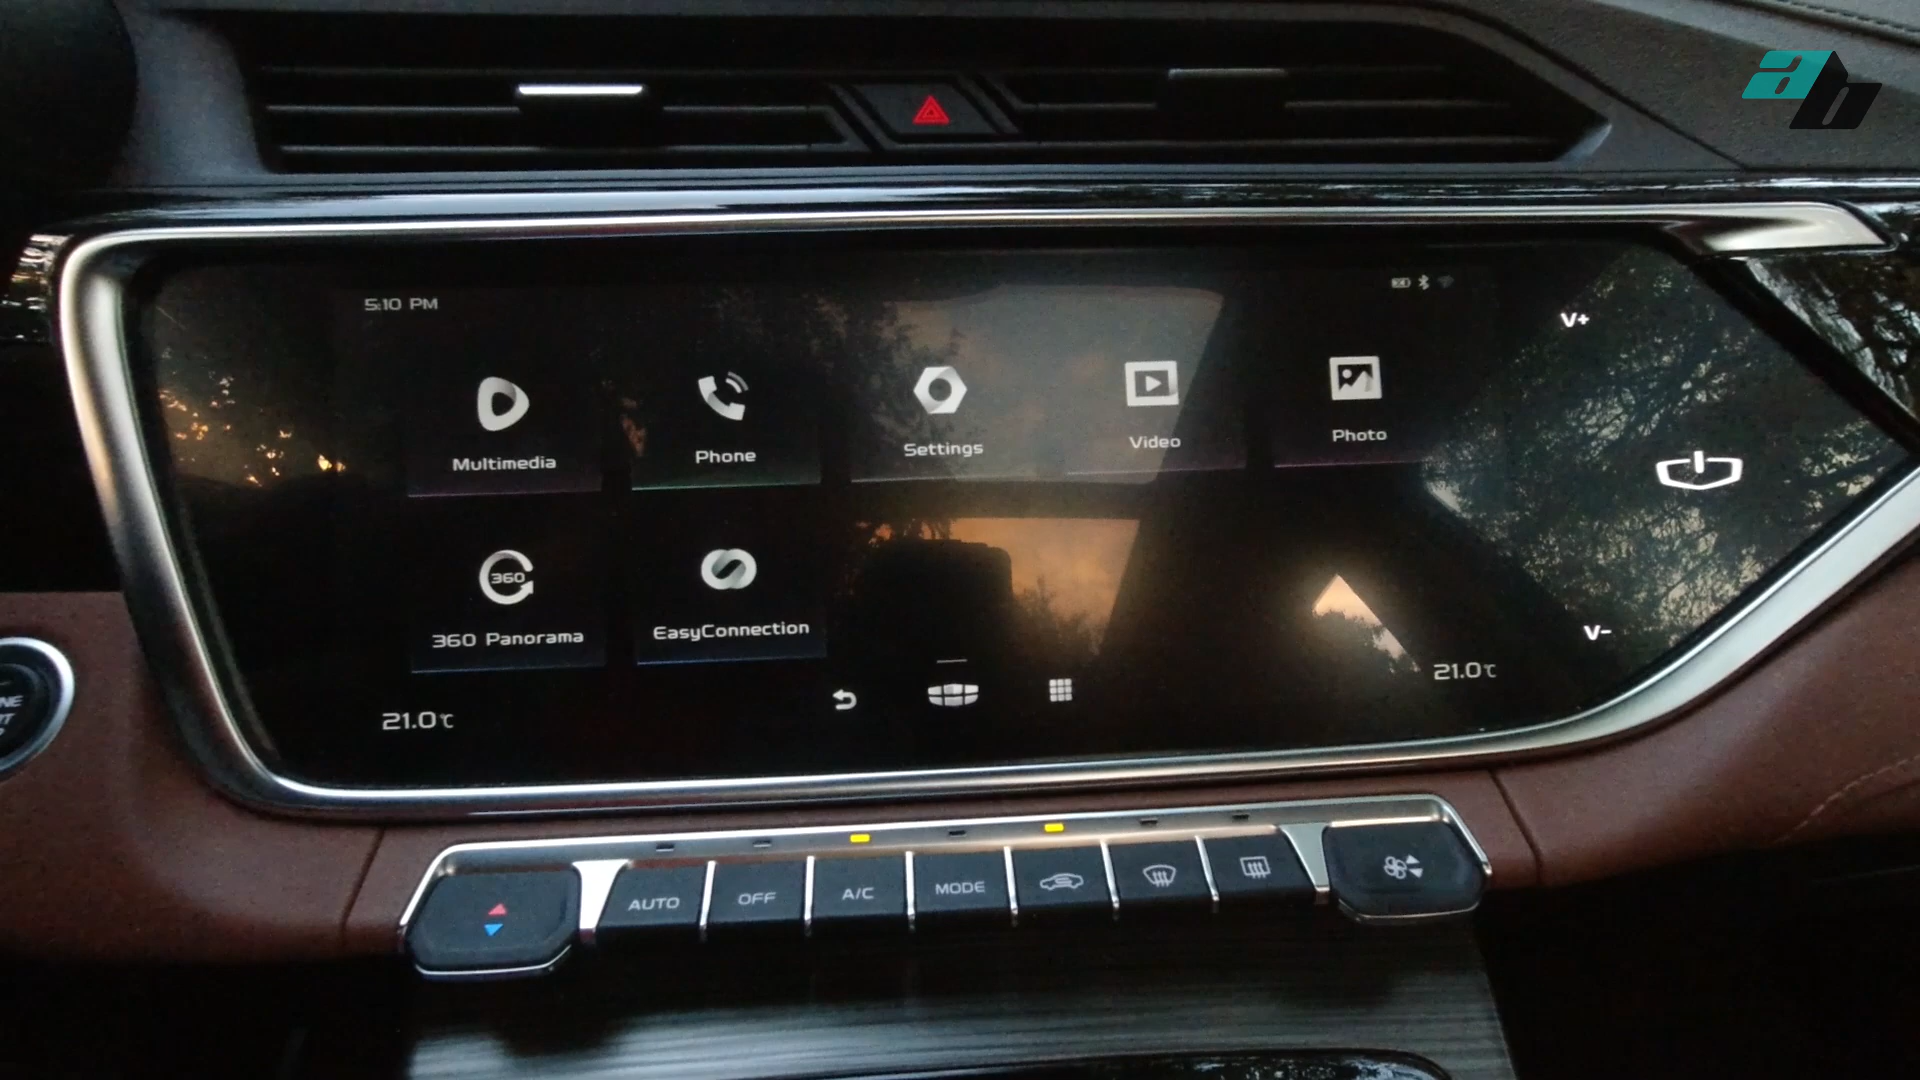 ab
5:10 PM
V+
Multimedia
Phone
Settings
Video
Photo
360
360 Panorama
EasyConnection
V-
21.0℃
21.0℃
AUTO
OFF
A/C
MODE